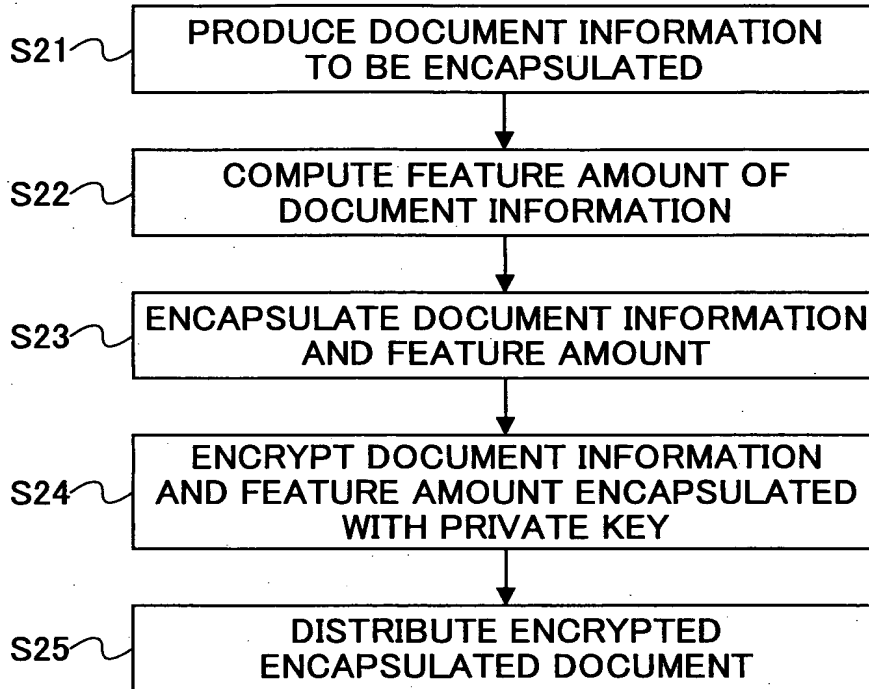 S21
PRODUCE DOCUMENT INFORMATION
TO BE ENCAPSULATED
S22
COMPUTE FEATURE AMOUNT OF
DOCUMENT INFORMATION
S23
ENCAPSULATE DOCUMENT INFORMATION
AND FEATURE AMOUNT
S24
ENCRYPT DOCUMENT INFORMATION
AND FEATURE AMOUNT ENCAPSULATED
WITH PRIVATE KEY
S25
DISTRIBUTE ENCRYPTED
ENCAPSULATED DOCUMENT